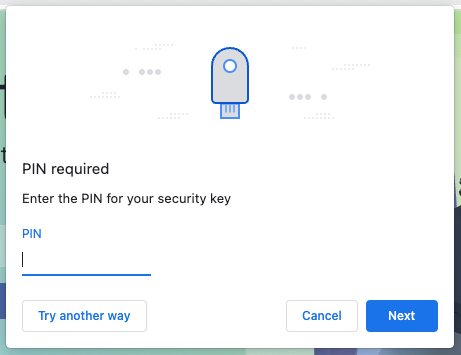 PIN required
Enter the PIN for your security key
PIN
Try another way
Cancel
Next